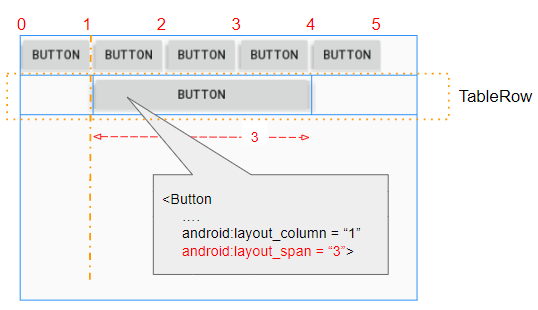 0 1 2 3 4 5
BUTTON BUTTON BUTTON BUTTON BUTTON
BUTTON
TableRow
3
<Button
....
android:layout_column = “1”
android:layout_span = “3”>